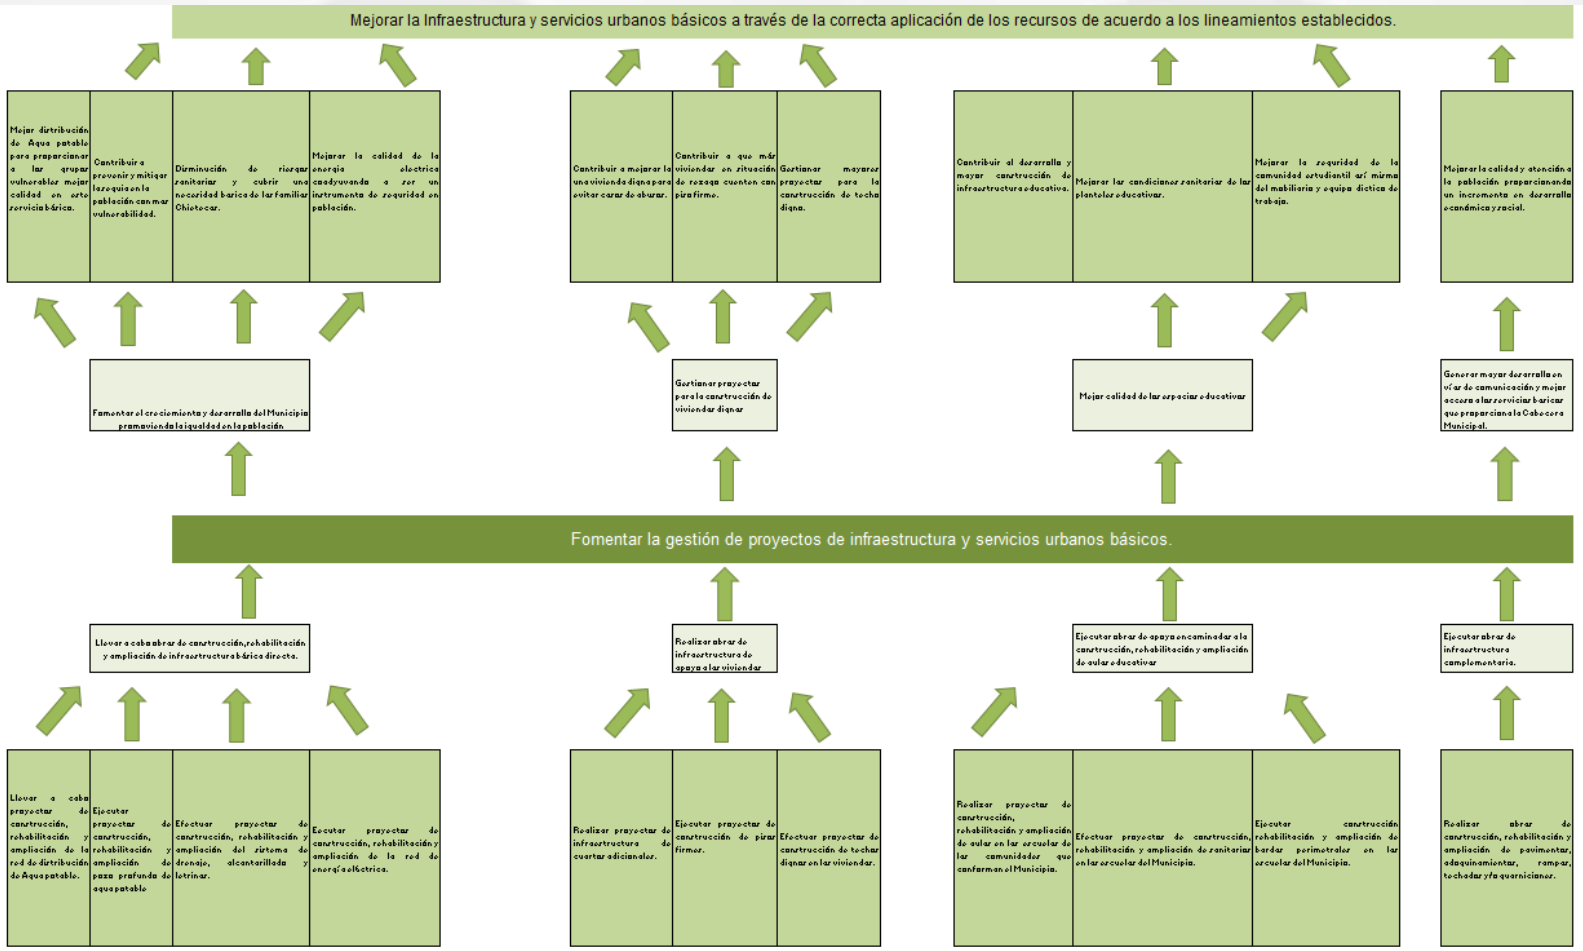 Mejorar la Infraestructura y servicios urbanos básicos a través de la correcta aplicación de los recursos de acuerdo a los lineamientos establecidos.
Mejor distribución
de Agua potable
para proporcionar
a los grupos
vulnerables mejor
calidad en este
servicio básico.
Contribuir a
prevenir y mitigar
la sequia en la
población con mas
vulnerabilidad.
Disminución de riesgos
sanitarios y cubrir una
necesidad basica de las familias
Chietecas.
Mejorar la calidad de la
energia electrica
coadyuvando a ser un
instrumento de seguridad en
población.
Contribuir a mejorar la
una vivienda digna para
evitar casos de abusos.
Contribuir a que más
viviendas en situación
de rezago cuenten con
piso firme.
Gestionar mayores
proyectos para la
construcción de techo
digno.
Contribuir al desarrollo y
mayor construcción de
infraestructura educativa.
Mejorar las condiciones sanitarias de los
planteles educativos.
Mejorar la seguridad de la
comunidad estudiantil así mismo
del mobiliario y equipo de
trabajo.
Mejorar la calidad y atención a
la población proporcionando
un incremento en desarrollo
económico y social.
Fomentar el crecimiento y desarrollo del Municipio
promoviendo la igualdad en la población
Gestionar proyectos
para la construcción de
viviendas dignas
Mejor calidad de los espacios educativos
Generar mayor desarrollo en
vías de comunicación y mejor
acceso a los servicios basicos
que proporciona la Cabecera
Municipal.
Fomentar la gestión de proyectos de infraestructura y servicios urbanos básicos.
Llevar a cabo obras de construcción, rehabilitación
y ampliación de infraestructura básica directa.
Realizar obras de
infraestructura de
apoyo a las viviendas
Ejecutar obras de apoyo encaminadas a la
construcción, rehabilitación y ampliación
de aulas educativas
Ejecutar obras de
infraestructura
complementaria.
Llevar a cabo
proyectos de
construcción,
rehabilitación y
ampliación de la
red de distribución
de Agua potable.
Ejecutar
proyectos de
construcción,
rehabilitación y
ampliación de
pozo profundo de
agua potable
Efectuar proyectos de
construcción, rehabilitación y
ampliación del sistema de
drenaje, alcantarillado y
letrinas.
Eecutar proyectos de
construcción, rehabilitación y
ampliación de la red de
energía eléctrica.
Realizar proyectos de
infraestructura de
cuartos adicionales.
Ejecutar proyectos de
construcción de pisos
firmes.
Efectuar proyectos de
construcción de techos
dignos en las viviendas.
Realizar proyectos de
construcción,
rehabilitación y ampliación
de aulas en las escuelas de
las comunidades que
conforman el Municipio.
Efectuar proyectos de construcción,
rehabilitación y ampliación de sanitarios
en las escuelas del Municipio.
Ejecutar construcción
rehabilitación y ampliación de
bardas perimetrales en las
escuelas del Municipio.
Realizar obras de
construcción, rehabilitación y
ampliación de pavimentos,
adoquinamientos, rampas,
techados y/o guarniciones.